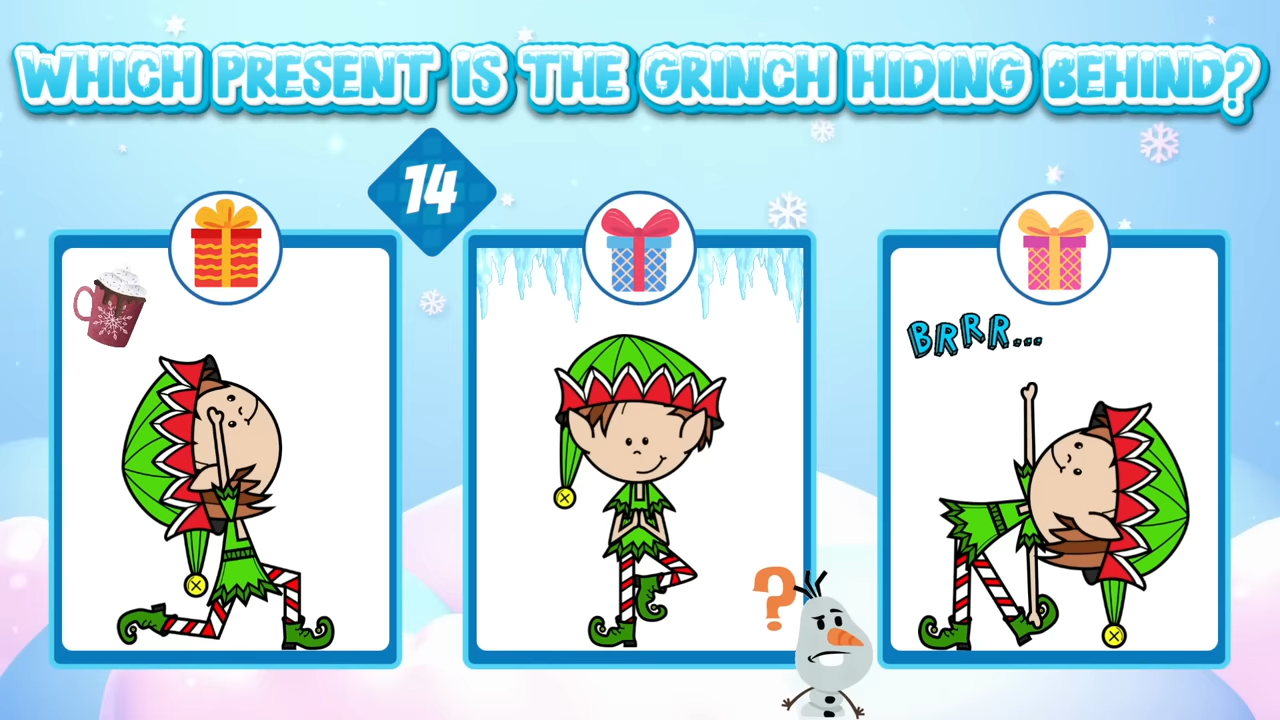 WHICH PRESENT IS THE GRINCH HIDING BEHIND?
14
BRRR...
?